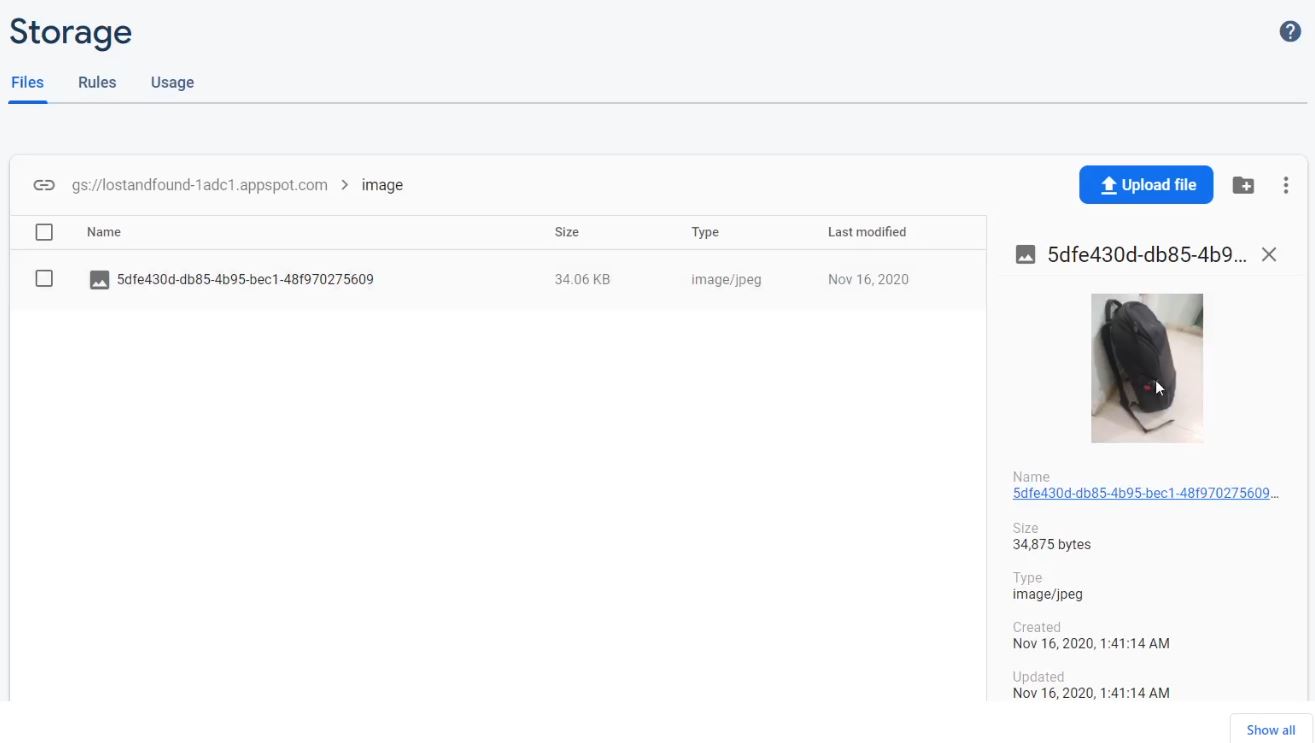 Storage
Files Rules Usage
gs://lostandfound-1adc1.appspot.com > image
Upload file
Name Size Type Last modified
5dfe430d-db85-4b95-bec1-48f970275609 34.06 KB image/jpeg Nov 16, 2020
5dfe430d-db85-4b9...
Name
5dfe430d-db85-4b95-bec1-48f970275609...
Size
34,875 bytes
Type
image/jpeg
Created
Nov 16, 2020, 1:41:14 AM
Updated
Nov 16, 2020, 1:41:14 AM
Show all